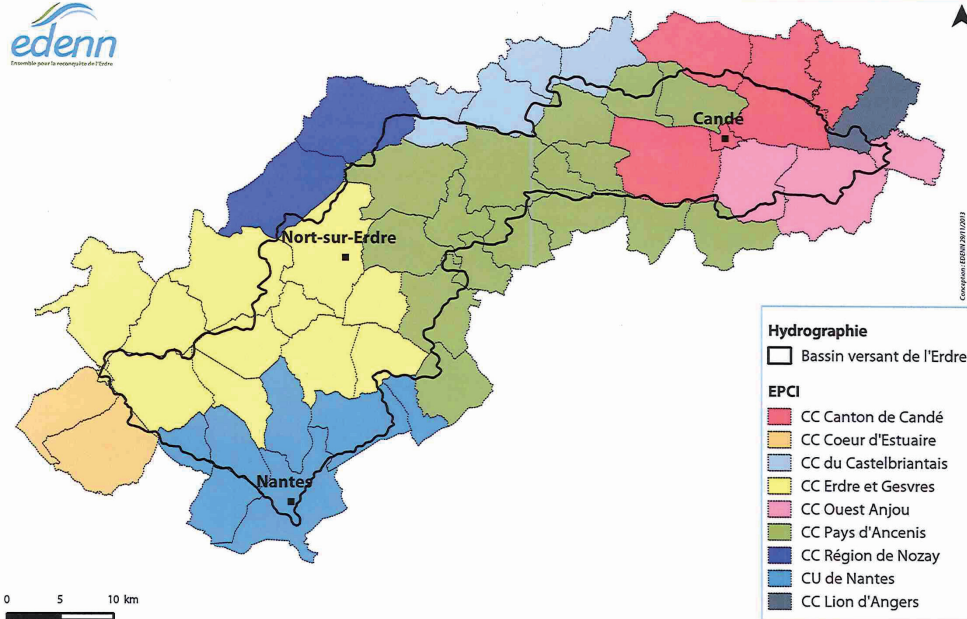 edenn
Ensemble pour la reconquête de l'Erdre
Candé
Nort-sur-Erdre
Nantes
Conception : EDENN 29/11/2013
Hydrographie
Bassin versant de l'Erdre
EPCI
CC Canton de Candé
CC Coeur d'Estuaire
CC du Castelbriantais
CC Erdre et Gesvres
CC Ouest Anjou
CC Pays d'Ancenis
CC Région de Nozay
CU de Nantes
CC Lion d'Angers
0 5 10 km